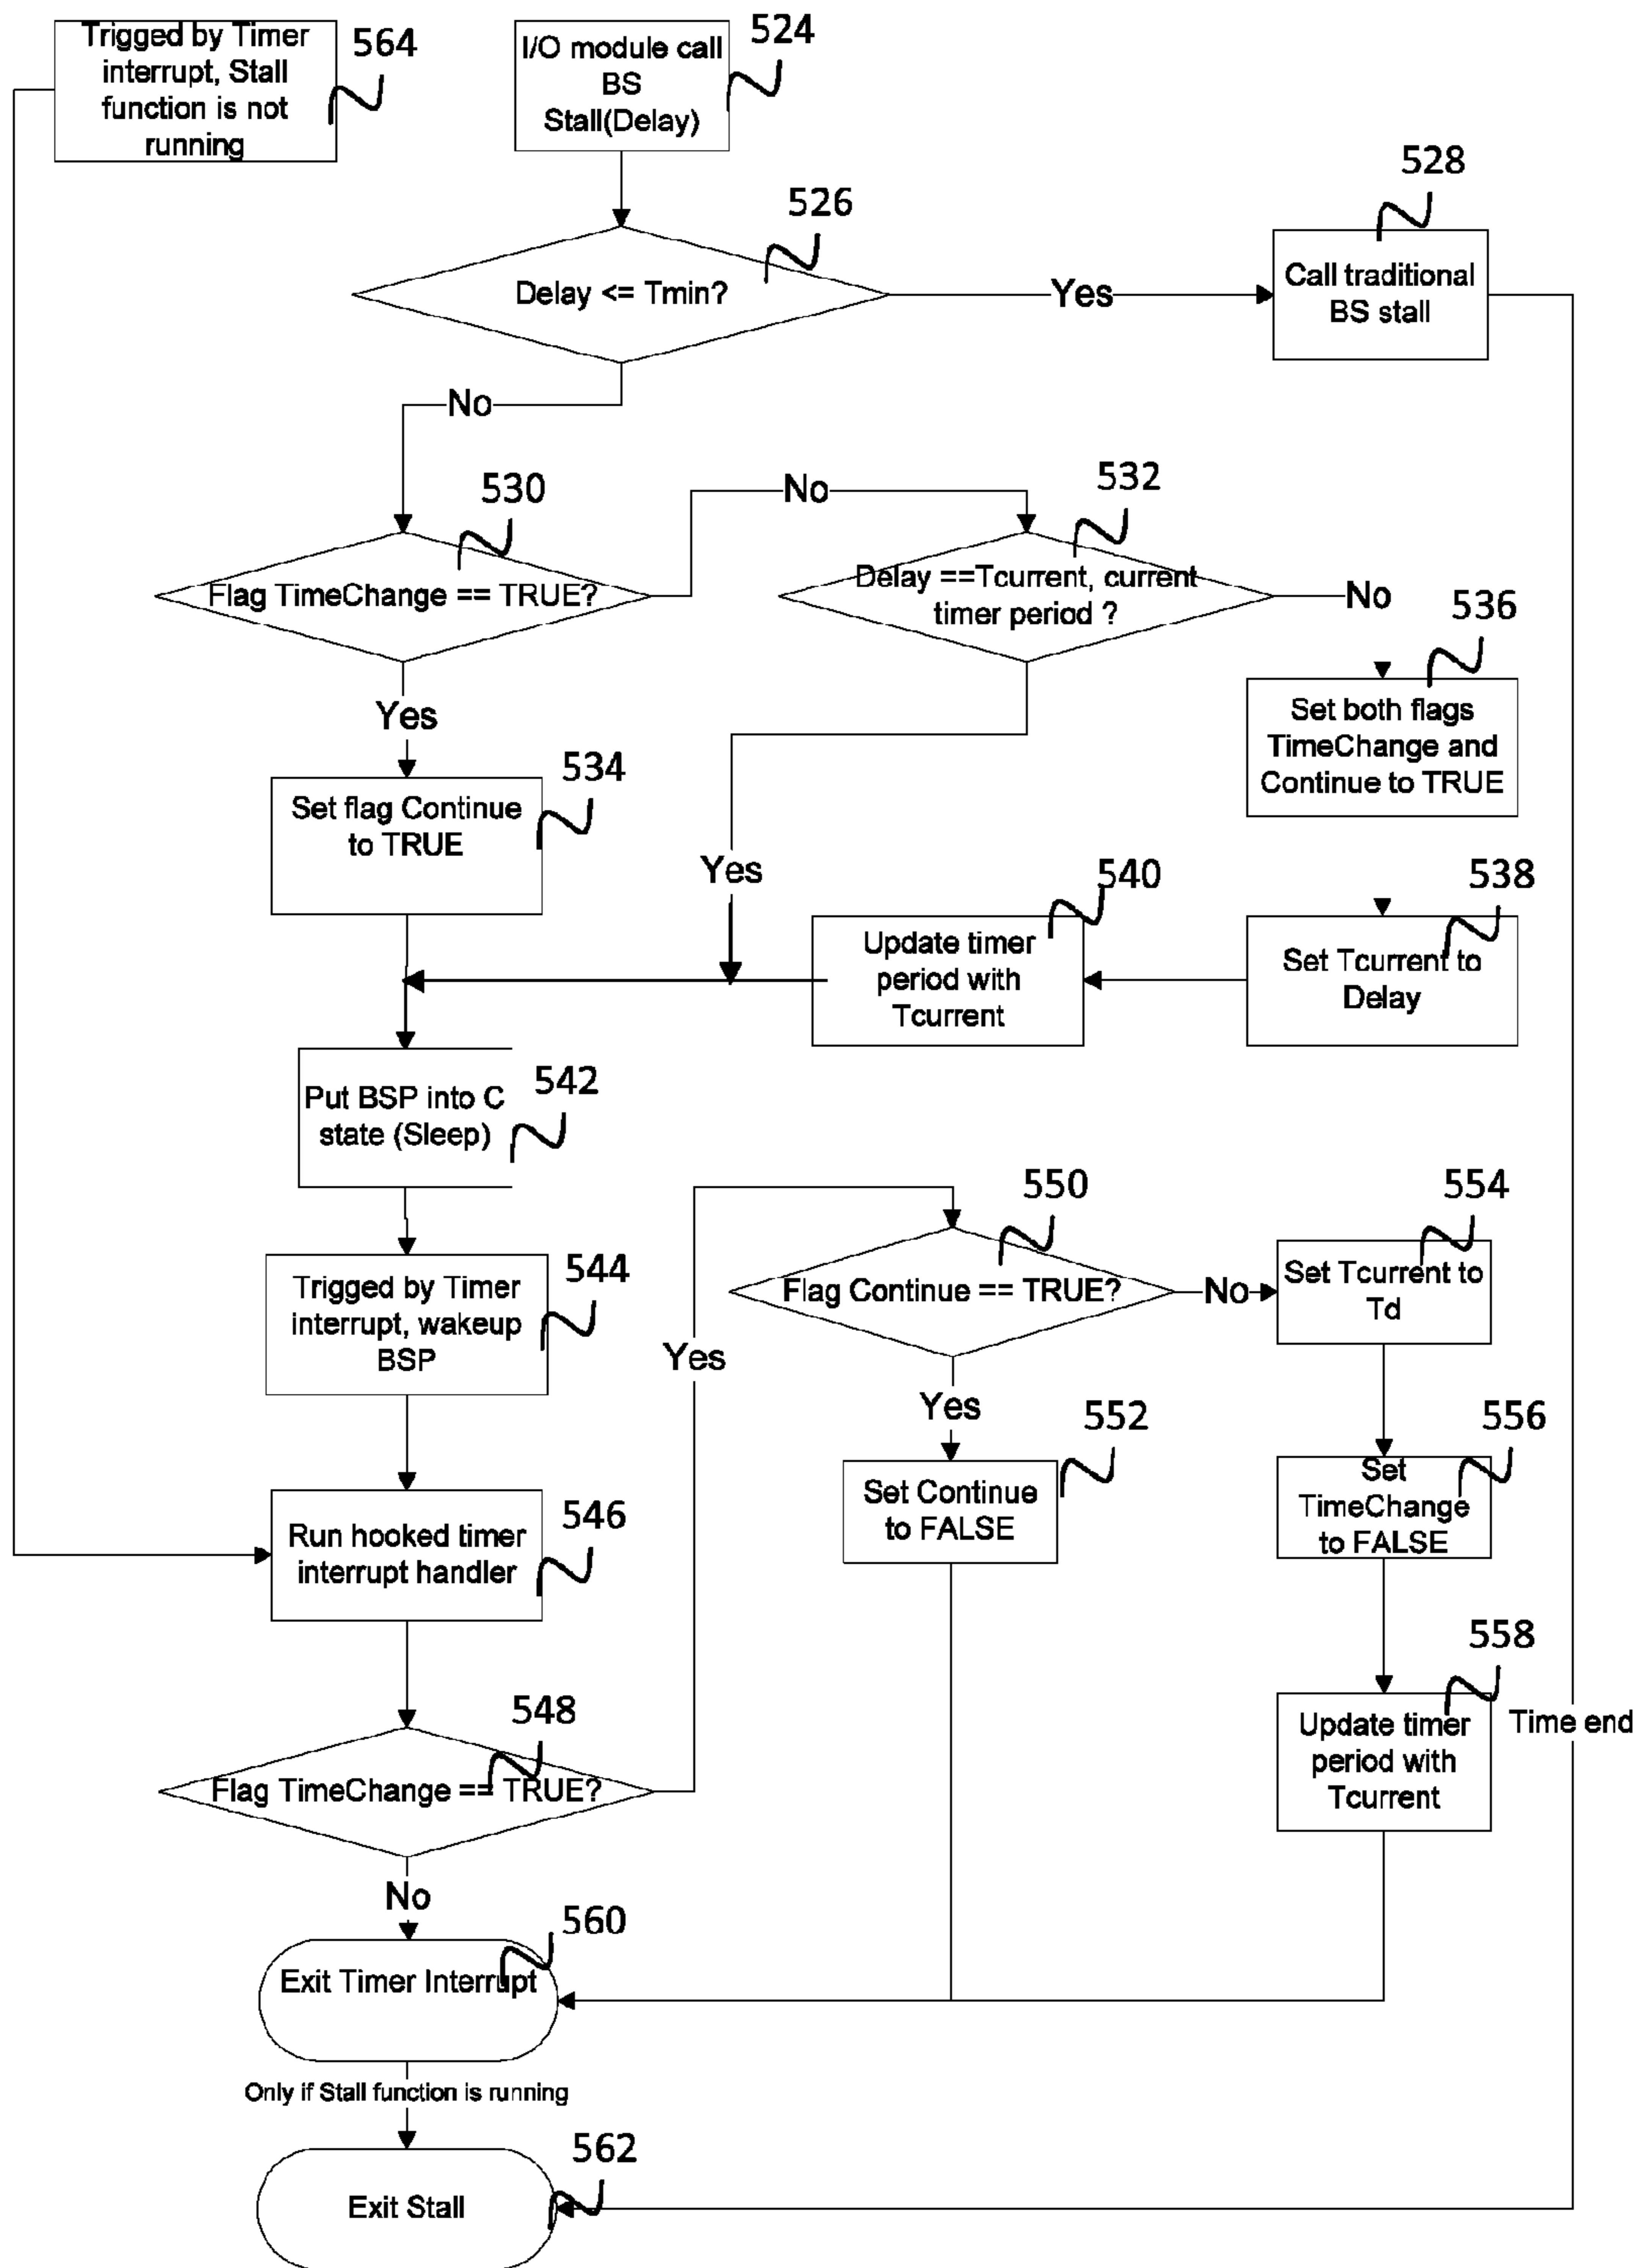 Trigged by Timer
interrupt, Stall
function is not
running
564
I/O module call
BS
Stall(Delay)
524
528
526
Delay <= Tmin?
Yes
Call traditional
BS stall
No
530
No
532
Flag TimeChange == TRUE?
Delay ==Tcurrent, current
timer period ?
No
536
Yes
Set both flags
TimeChange and
Continue to TRUE
534
Set flag Continue
to TRUE
Yes
540
538
Update timer
period with
Tcurrent
Set Tcurrent to
Delay
542
Put BSP into C
state (Sleep)
550
554
544
Trigged by Timer
interrupt, wakeup
BSP
Flag Continue == TRUE?
No
Set Tcurrent to
Td
Yes
Yes
552
556
Set Continue
to FALSE
Set
TimeChange
to FALSE
546
Run hooked timer
interrupt handler
558
548
Update timer
period with
Tcurrent
Time end
Flag TimeChange == TRUE?
No
560
Exit Timer Interrupt
Only if Stall function is running
562
Exit Stall